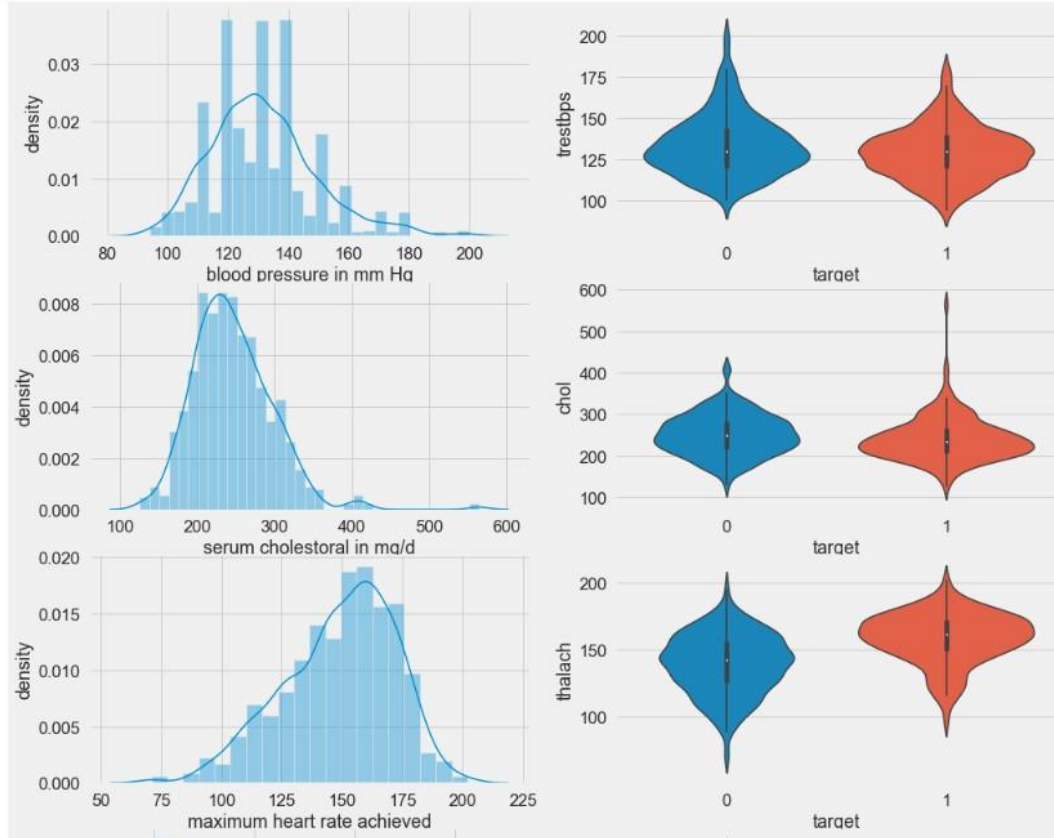 density
0.03
0.02
0.01
0.00
80 100 120 140 160 180 200
blood pressure in mm Hg
trestbps
200
175
150
125
100
0 1
target
density
0.008
0.006
0.004
0.002
0.000
100 200 300 400 500 600
serum cholestoral in mg/d
chol
600
500
400
300
200
100
0 1
target
density
0.020
0.015
0.010
0.005
0.000
50 75 100 125 150 175 200 225
maximum heart rate achieved
thalach
200
150
100
0 1
target